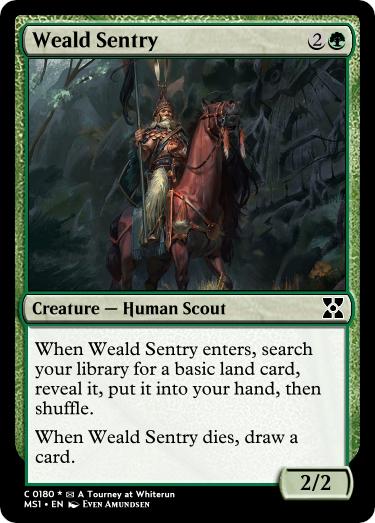 Weald Sentry 2
Creature — Human Scout
When Weald Sentry enters, search
your library for a basic land card,
reveal it, put it into your hand, then
shuffle.
When Weald Sentry dies, draw a
card.
2/2
C 0180 * A Tourney at Whiterun
MS1 • EN Even Amundsen